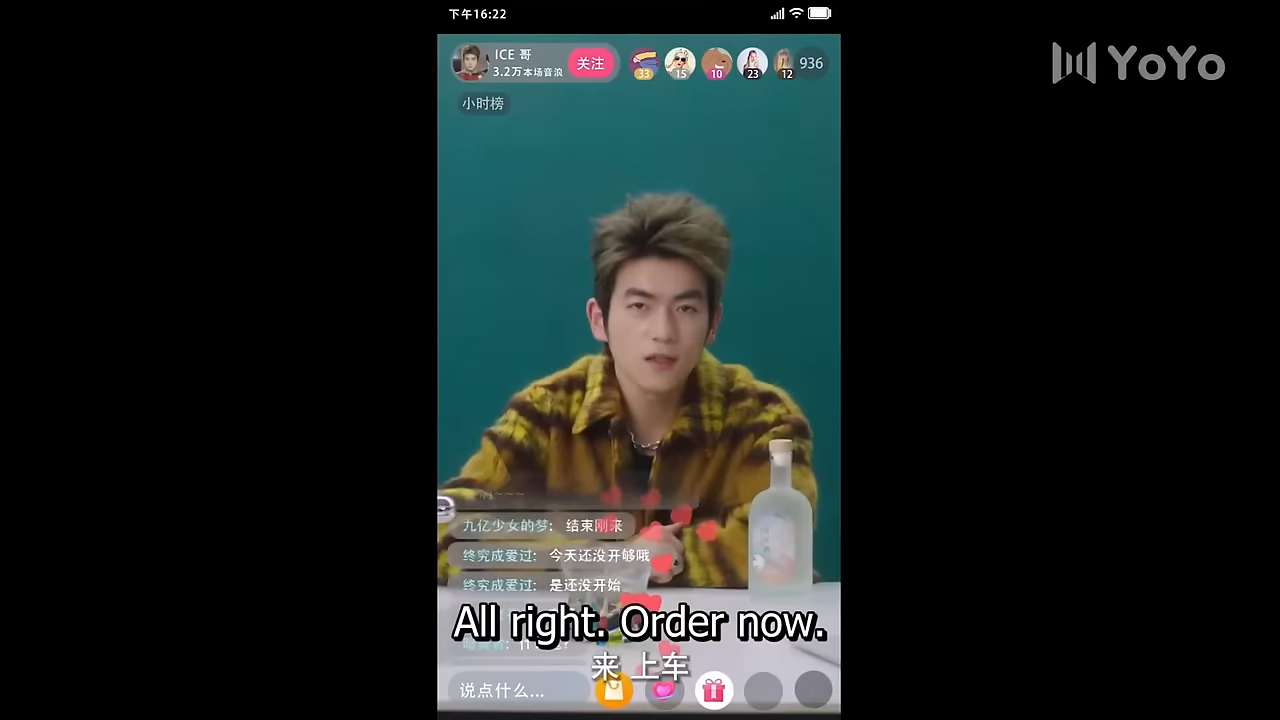 下午16:22
YoYo
ICE 哥
3.2万本场音浪
关注
33
15
10
23
12
936
小时榜
九亿少女的梦： 结束刚来
终究成爱过： 今天还没开够哦
终究成爱过： 是还没开始
All right. Order now.
来 上车
说点什么...